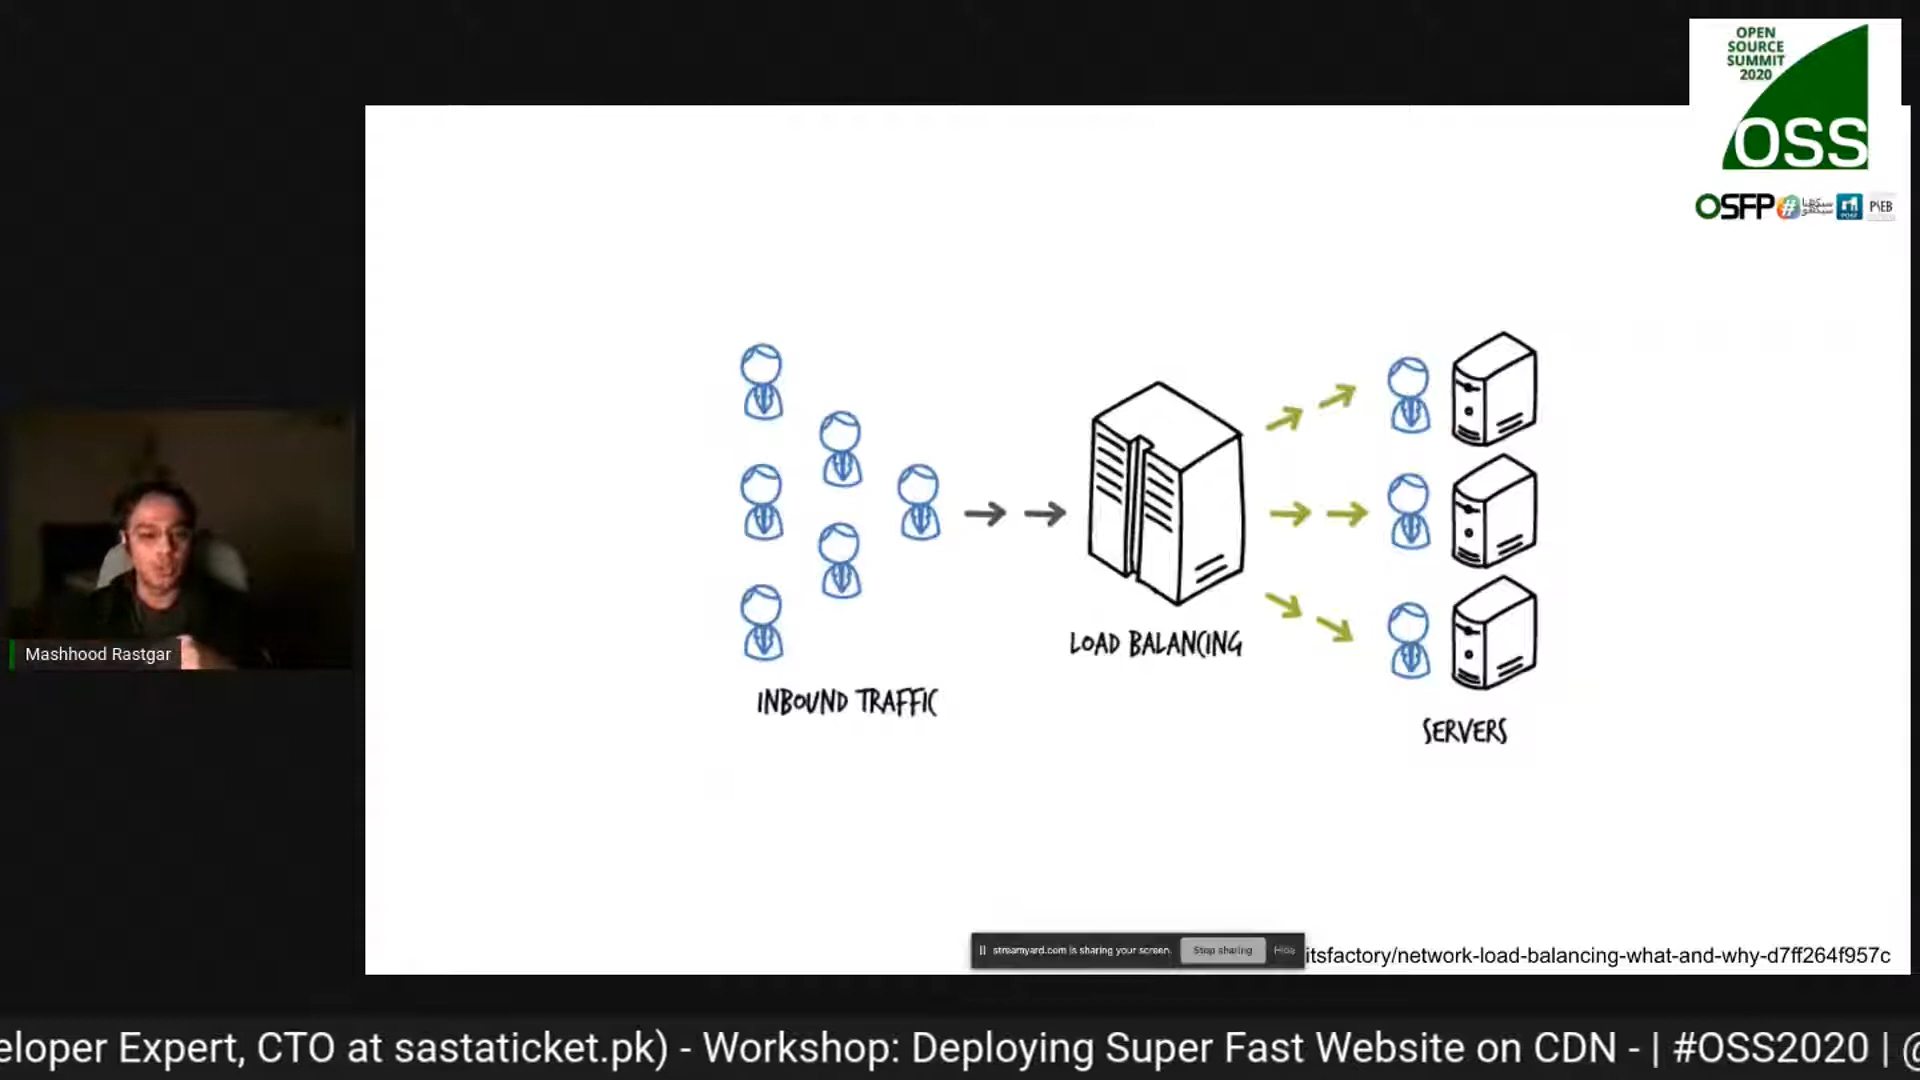 OPEN
SOURCE
SUMMIT
2020
OSS
OSFP
P\EB
LOAD BALANCING
INBOUND TRAFFIC
SERVERS
Mashhood Rastgar
streamyard.com is sharing your screen.
Stop sharing
Hide
itsfactory/network-load-balancing-what-and-why-d7ff264f957c
eloper Expert, CTO at sastaticket.pk) - Workshop: Deploying Super Fast Website on CDN - | #OSS2020 | @